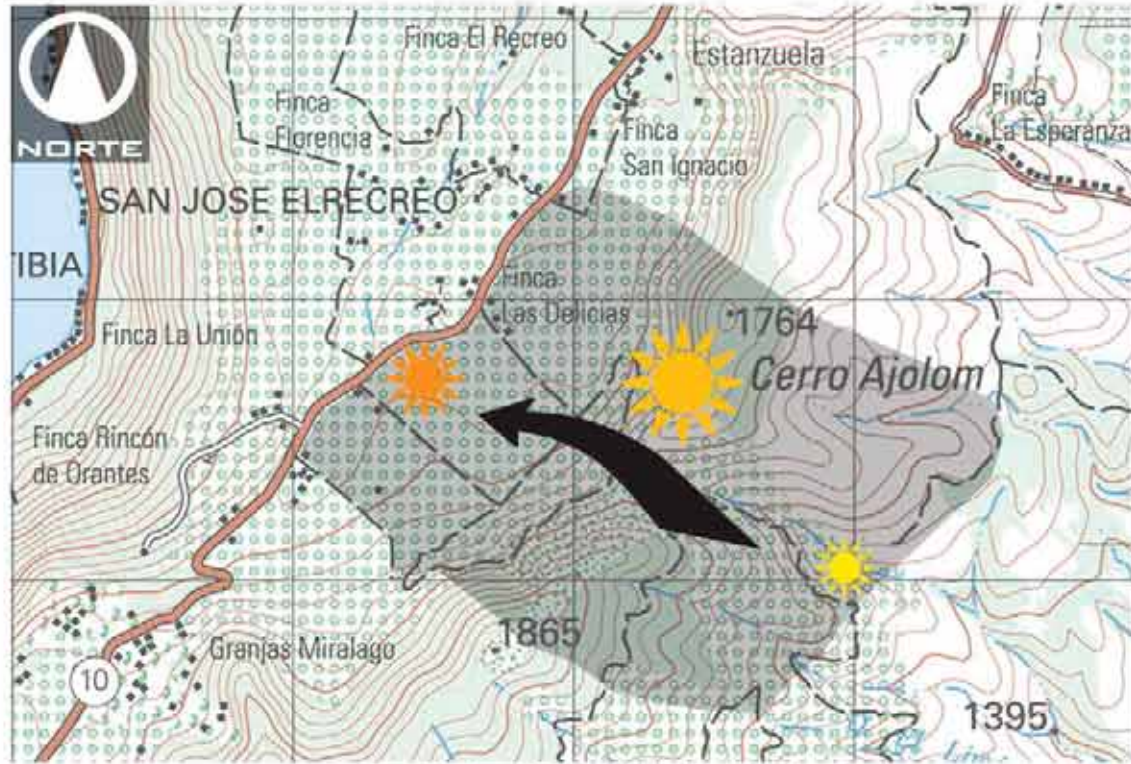 NORTE
Finca El Recreo
Estanzuela
Finca
Florencia
Finca
San Ignacio
Finca
La Esperanza
SAN JOSE ELRECREO
TIBIA
Finca La Unión
Finca
Las Delicias
1764
Cerro Ajolom
Finca Rincón
de Orantes
Granjas Miralago
1865
10
1395